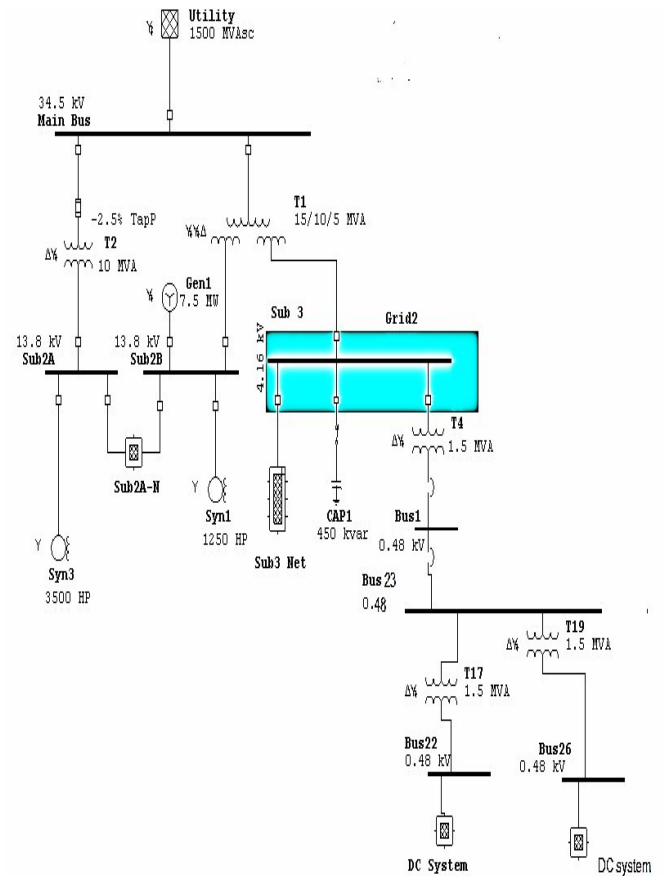 Utility
1500 MVAsc
34.5 kV
Main Bus
-2.5% TapP
T2
10 MVA
T1
15/10/5 MVA
Gen1
7.5 MW
Sub 3
Grid2
4.16 kV
13.8 kV
Sub2A
13.8 kV
Sub2B
T4
1.5 MVA
Sub2A-N
Syn1
1250 HP
CAP1
450 kvar
Sub3 Net
Bus1
0.48 kV
Syn3
3500 HP
Bus 23
0.48
T19
1.5 MVA
T17
1.5 MVA
Bus22
0.48 kV
Bus26
0.48 kV
DC System
DC system